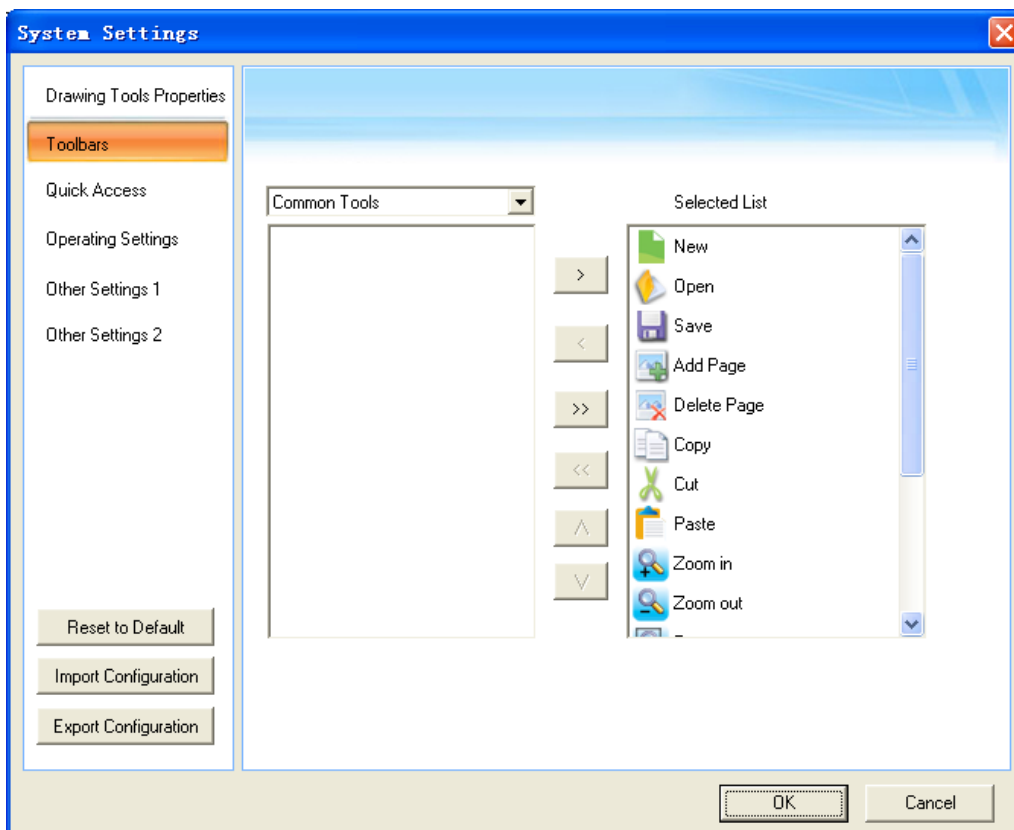 System Settings
Drawing Tools Properties
Toolbars
Quick Access
Operating Settings
Other Settings 1
Other Settings 2
Reset to Default
Import Configuration
Export Configuration
Common Tools
>
<
>>
<<
Selected List
New
Open
Save
Add Page
Delete Page
Copy
Cut
Paste
Zoom in
Zoom out
OK
Cancel